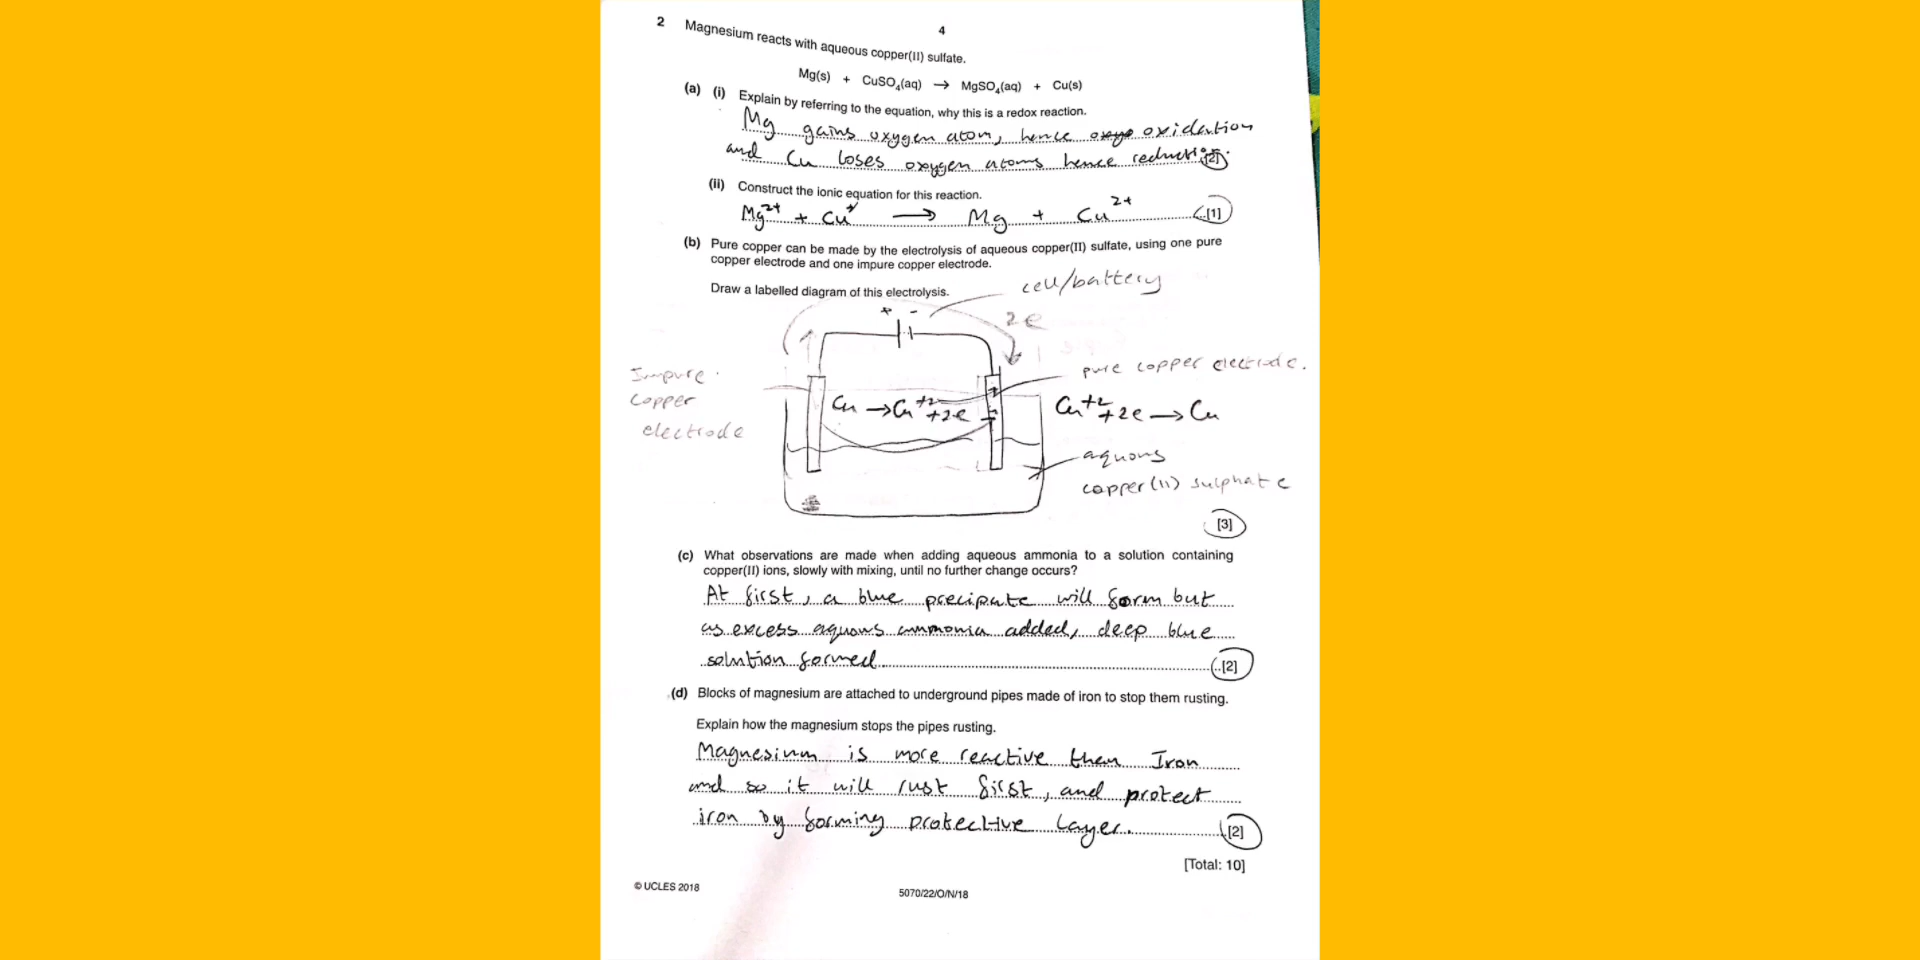 4
2 Magnesium reacts with aqueous copper(II) sulfate.
Mg(s) + CuSO₄(aq) → MgSO₄(aq) + Cu(s)
(a) (i) Explain by referring to the equation, why this is a redox reaction.
Mg gains oxygen atom, hence oxidation
and Cu loses oxygen atoms hence reduction. [2]
(ii) Construct the ionic equation for this reaction.
Mg²⁺ + Cu → Mg + Cu²⁺ ...[1]
(b) Pure copper can be made by the electrolysis of aqueous copper(II) sulfate, using one pure
copper electrode and one impure copper electrode.
Draw a labelled diagram of this electrolysis.
cell/battery
+ -
2e
Impure
copper
electrode
pure copper electrode.
Cu → Cu⁺² + 2e
Cu⁺² + 2e → Cu
aquous
copper(II) sulphate
[3]
(c) What observations are made when adding aqueous ammonia to a solution containing
copper(II) ions, slowly with mixing, until no further change occurs?
At first, a blue precipate will form but
as excess aquous ammonia added, deep blue
solution formed ...[2]
(d) Blocks of magnesium are attached to underground pipes made of iron to stop them rusting.
Explain how the magnesium stops the pipes rusting.
Magnesium is more reactive then Iron
and so it will rust first, and protect
iron by forming protective layer. [2]
[Total: 10]
© UCLES 2018
5070/22/O/N/18